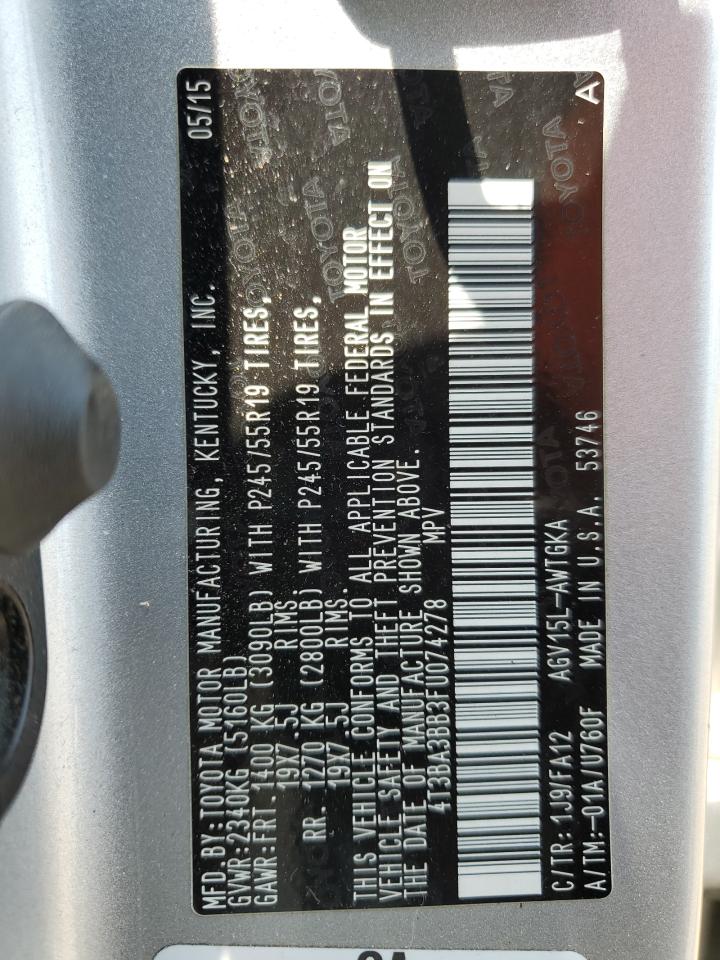 MFD.BY:TOYOTA MOTOR MANUFACTURING, KENTUCKY, INC. 05/15
GVWR:2340KG(5160LB)
GAWR:FRT.1400 KG (3090LB) WITH P245/55R19 TIRES,
19X7.5J RIMS
RR. 1270 KG (2800LB) WITH P245/55R19 TIRES,
19X7.5J RIMS.
THIS VEHICLE CONFORMS TO ALL APPLICABLE FEDERAL MOTOR
VEHICLE SAFETY AND THEFT PREVENTION STANDARDS IN EFFECT ON
THE DATE OF MANUFACTURE SHOWN ABOVE.
4T3BA3BB3FU074278 MPV
C/TR:1J9/FA12 AGV15L-AWTGKA
A/TM:-01A/U760F MADE IN U.S.A. 53746 A